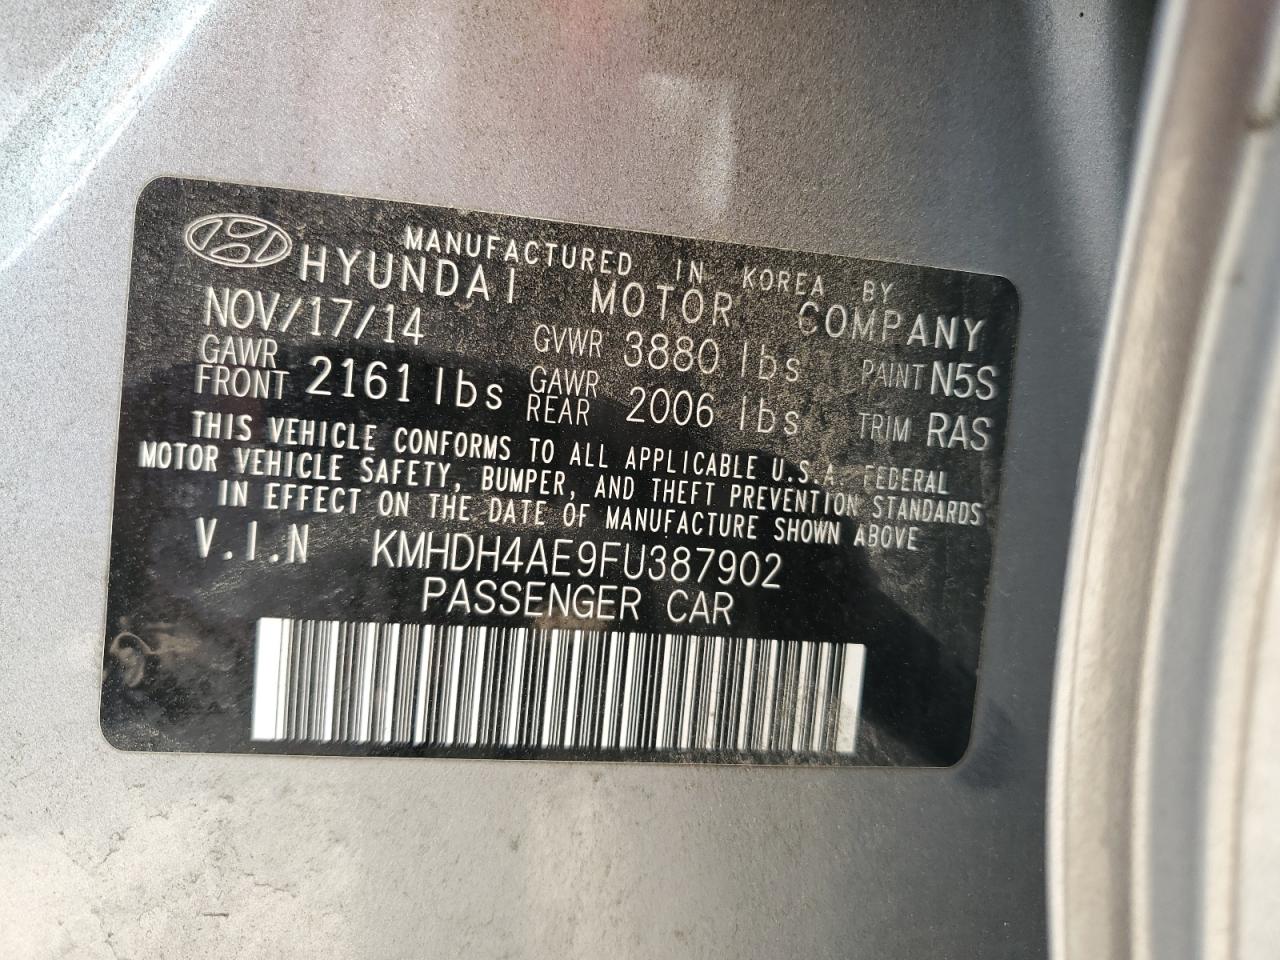 MANUFACTURED IN KOREA BY
HYUNDAI MOTOR COMPANY
NOV/17/14 GVWR 3880 lbs PAINT N5S
GAWR FRONT 2161 lbs GAWR REAR 2006 lbs TRIM RAS
THIS VEHICLE CONFORMS TO ALL APPLICABLE U.S.A. FEDERAL
MOTOR VEHICLE SAFETY, BUMPER, AND THEFT PREVENTION STANDARDS
IN EFFECT ON THE DATE OF MANUFACTURE SHOWN ABOVE
V.I.N KMHDH4AE9FU387902
PASSENGER CAR